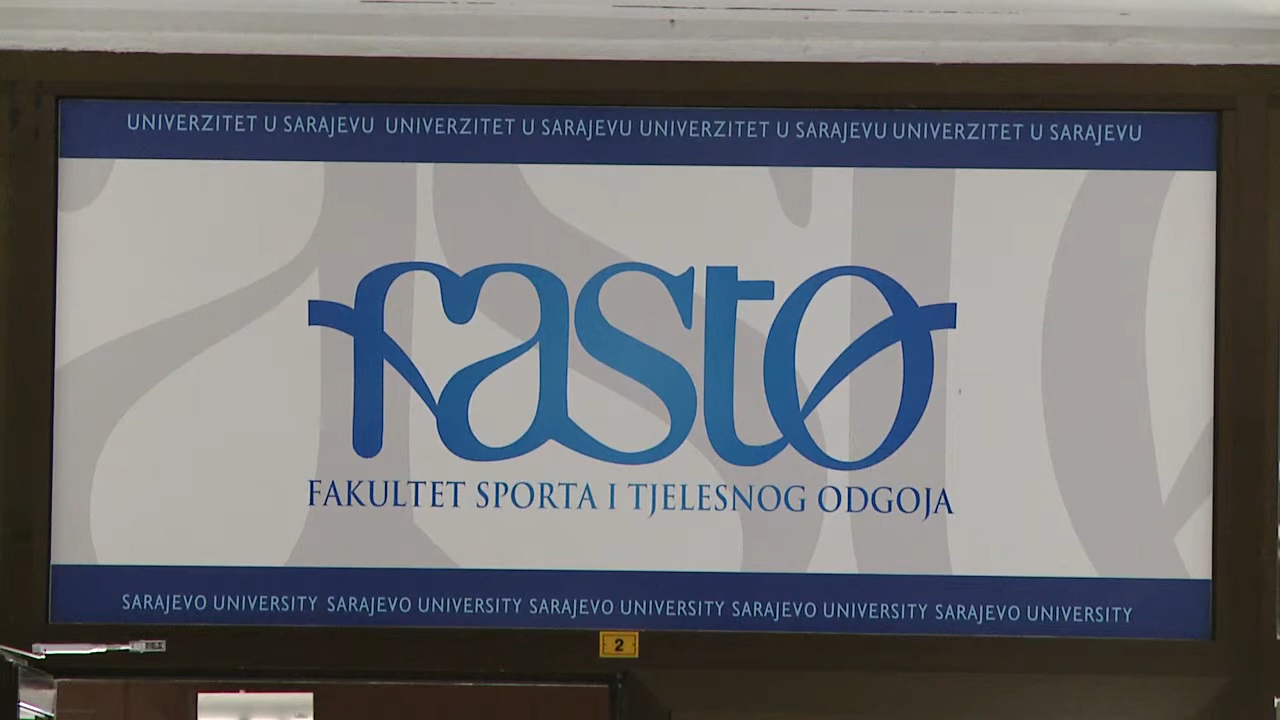 UNIVERZITET U SARAJEVU UNIVERZITET U SARAJEVU UNIVERZITET U SARAJEVU UNIVERZITET U SARAJEVU
fasto
FAKULTET SPORTA I TJELESNOG ODGOJA
SARAJEVO UNIVERSITY SARAJEVO UNIVERSITY SARAJEVO UNIVERSITY SARAJEVO UNIVERSITY SARAJEVO UNIVERSITY
2